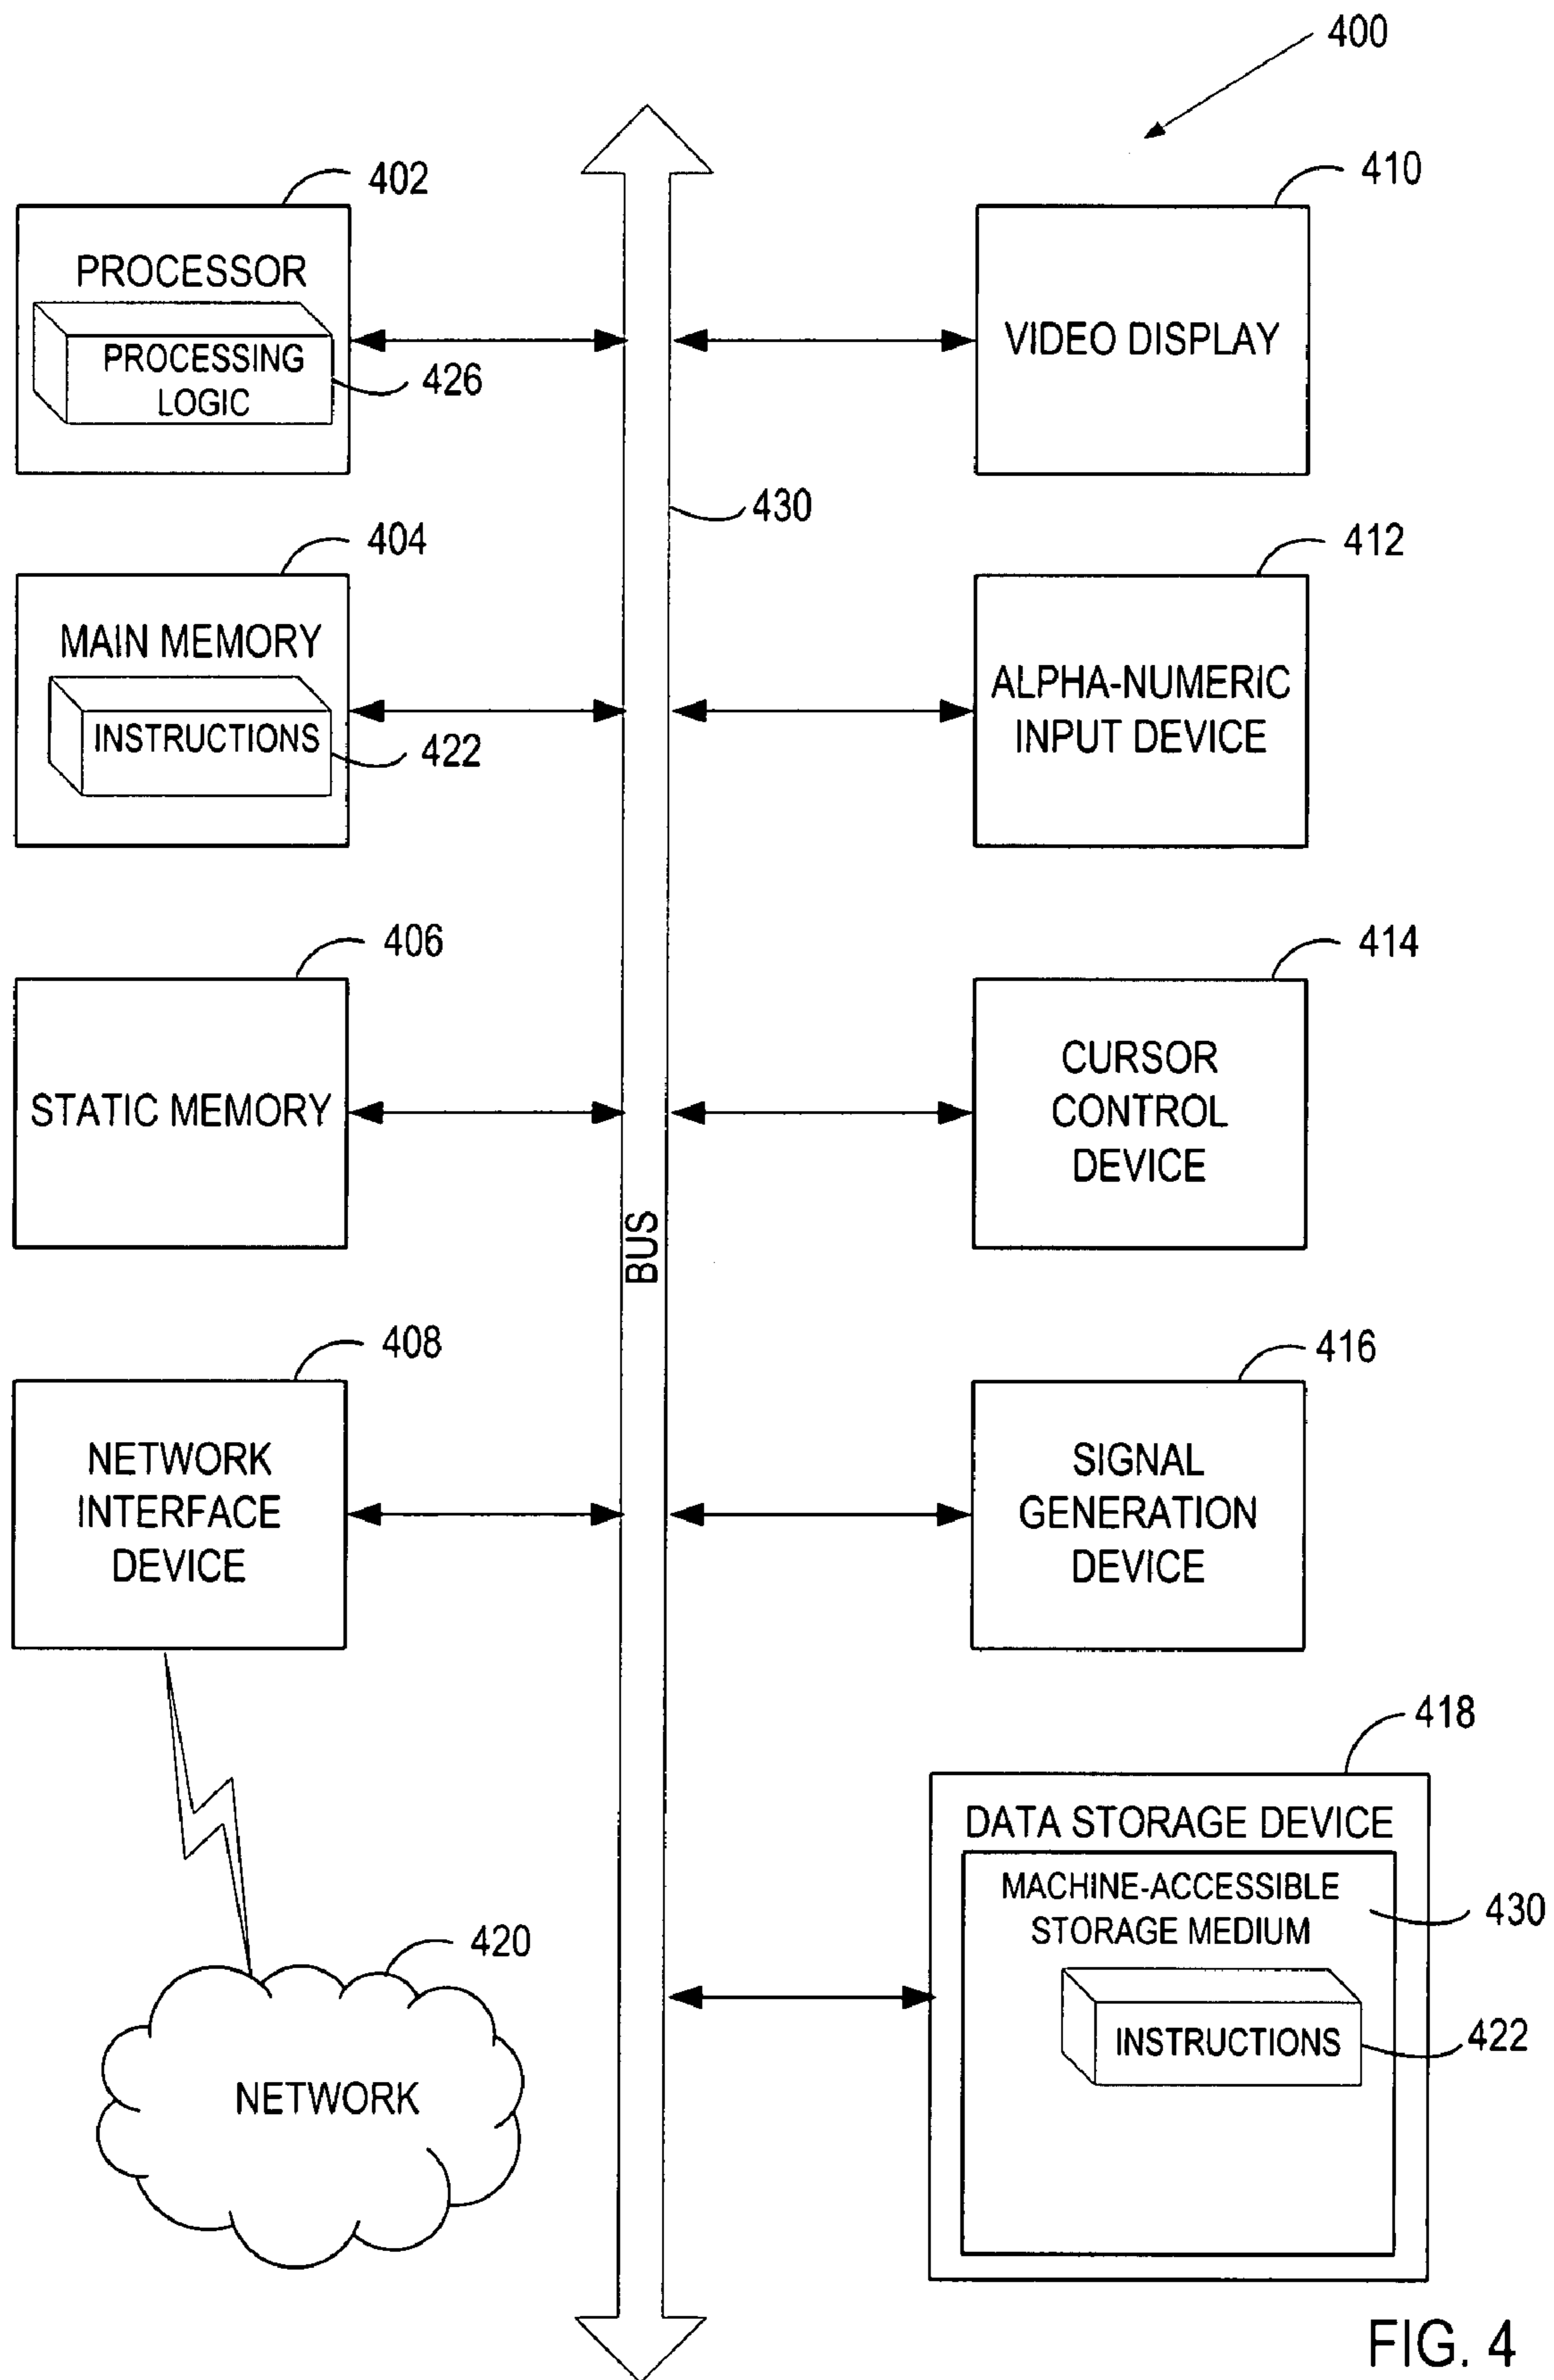 400
402
PROCESSOR
PROCESSING
LOGIC
426
410
VIDEO DISPLAY
430
404
MAIN MEMORY
INSTRUCTIONS
422
412
ALPHA-NUMERIC
INPUT DEVICE
406
STATIC MEMORY
414
CURSOR
CONTROL
DEVICE
BUS
408
NETWORK
INTERFACE
DEVICE
416
SIGNAL
GENERATION
DEVICE
418
DATA STORAGE DEVICE
MACHINE-ACCESSIBLE
STORAGE MEDIUM
430
INSTRUCTIONS
422
420
NETWORK
FIG. 4